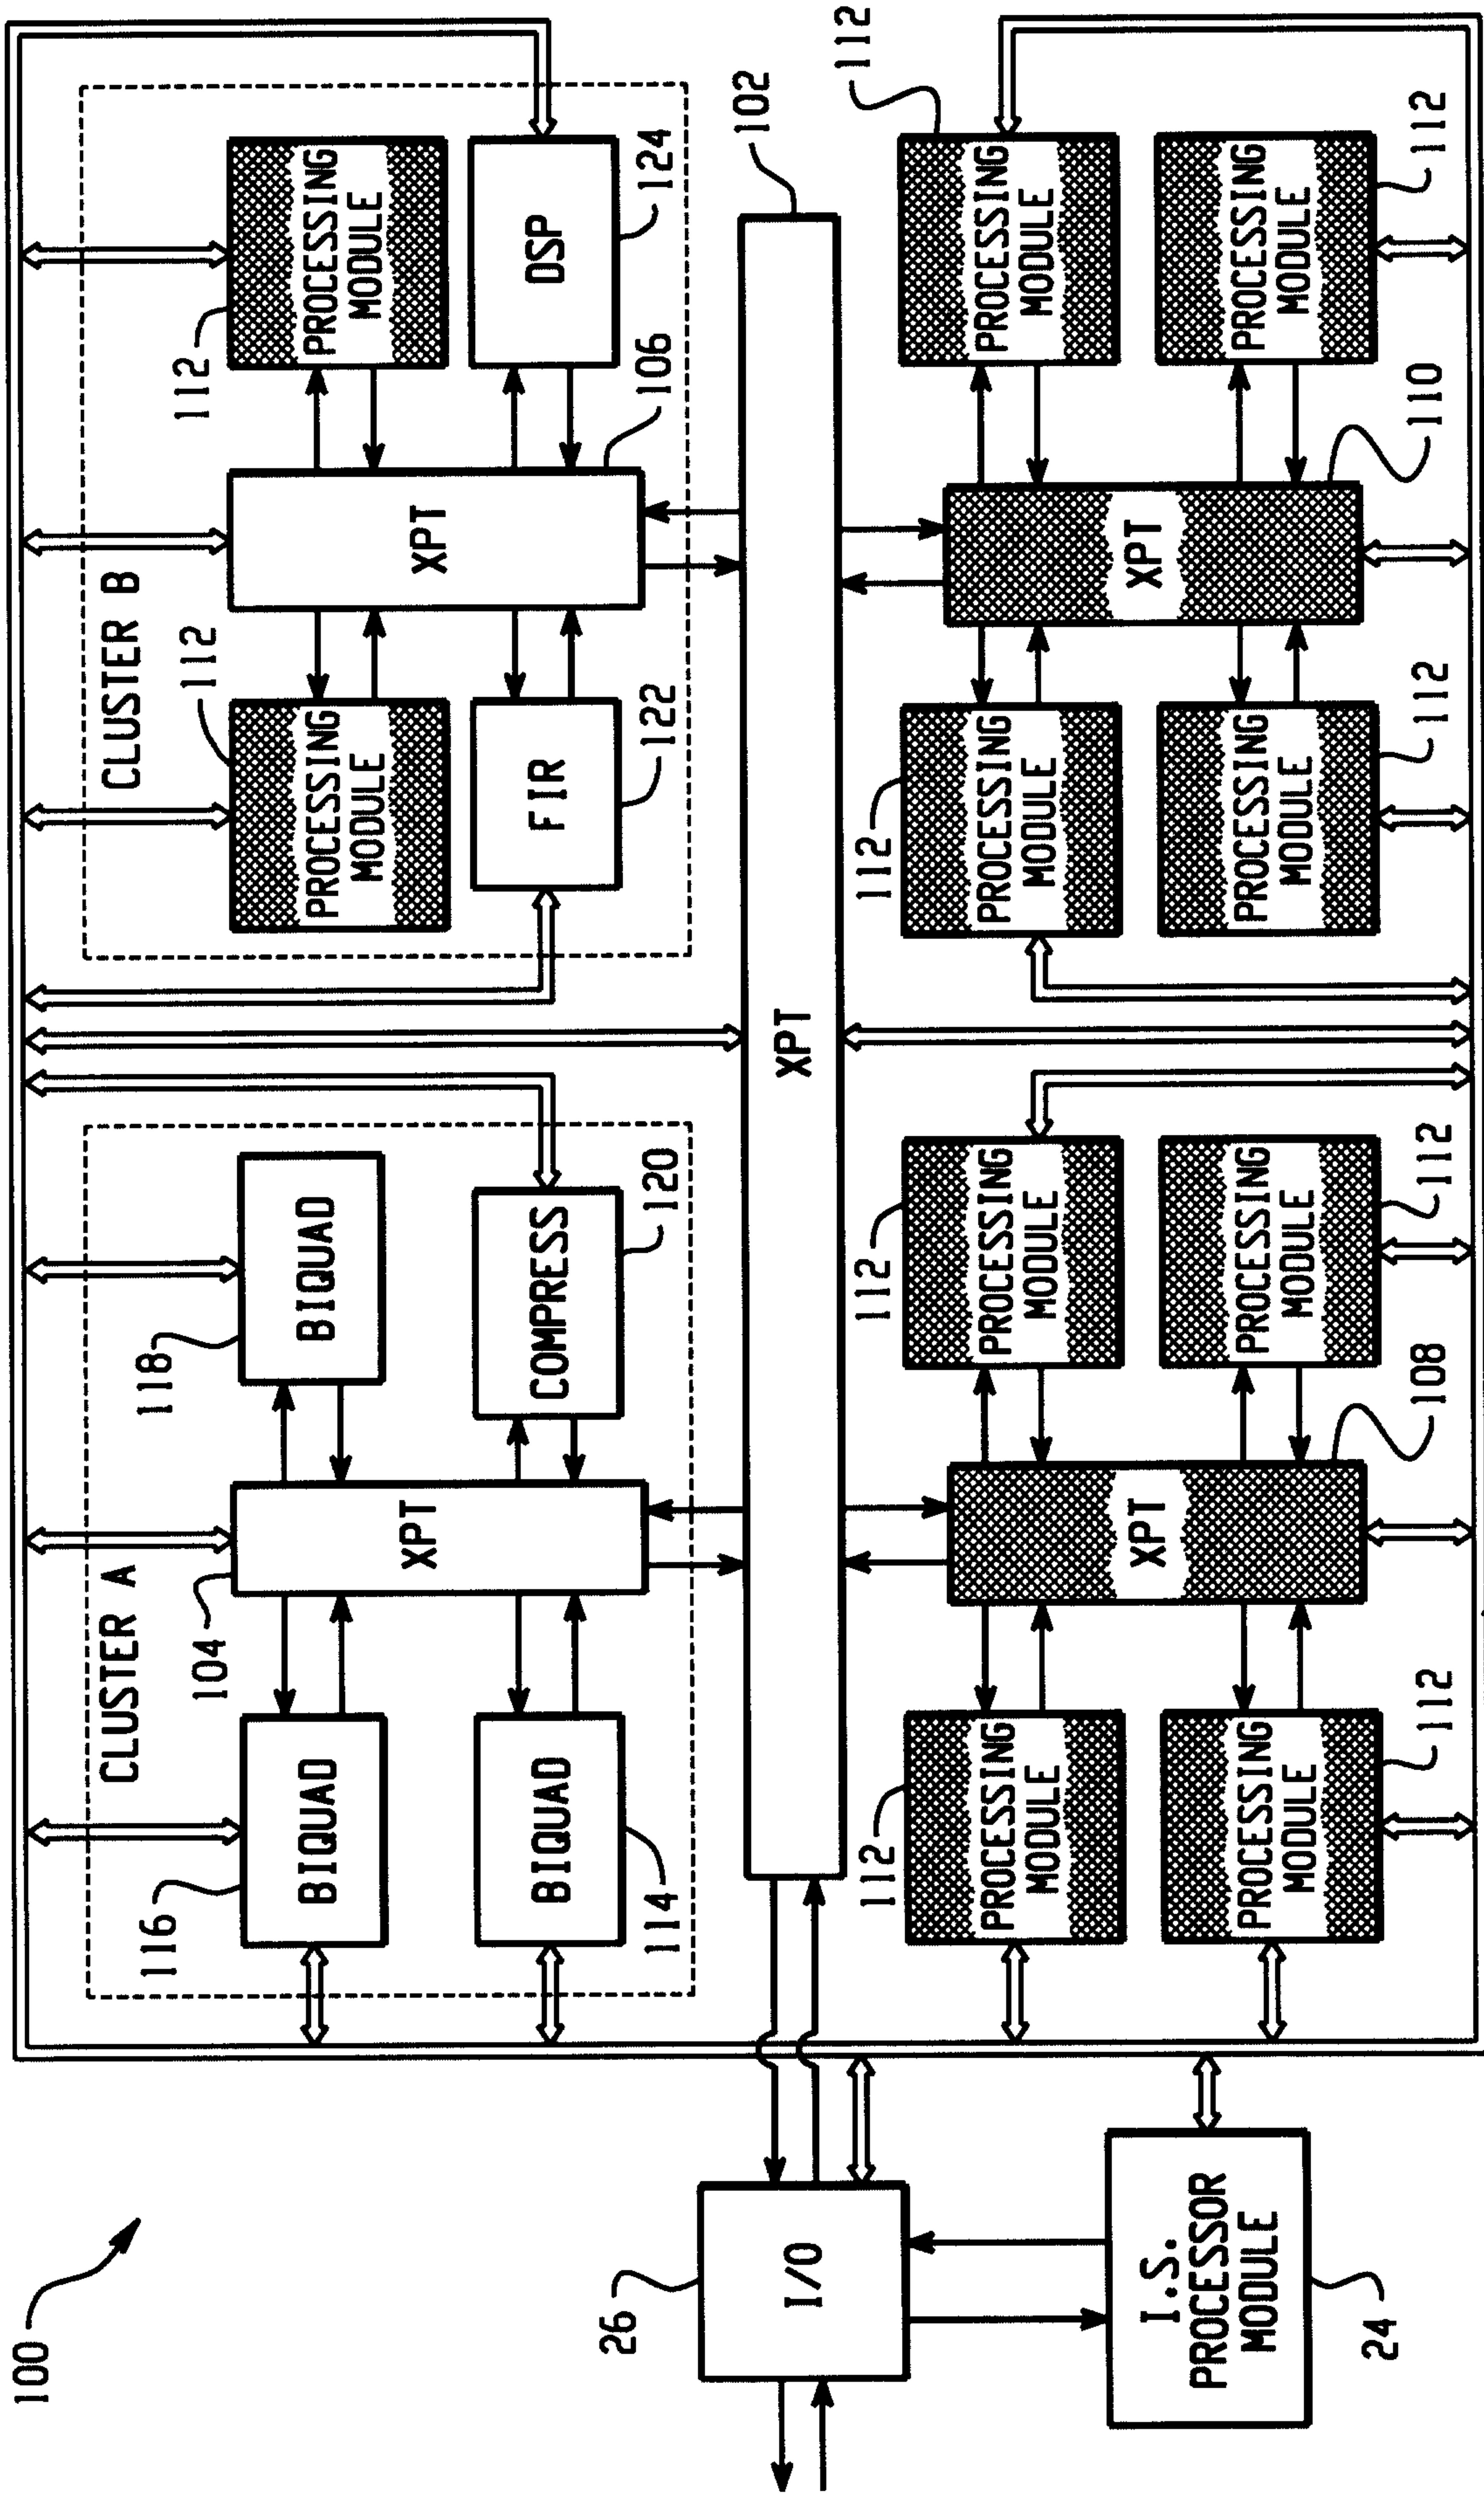 100
CLUSTER A
CLUSTER B
116
118
112
112
104
BIQUAD
BIQUAD
PROCESSING
MODULE
PROCESSING
MODULE
XPT
XPT
BIQUAD
COMPRESS
FIR
DSP
114
120
122
106
124
26
102
I/O
XPT
112
112
112
112
PROCESSING
MODULE
PROCESSING
MODULE
PROCESSING
MODULE
PROCESSING
MODULE
XPT
XPT
I.S.
PROCESSOR
MODULE
PROCESSING
MODULE
PROCESSING
MODULE
PROCESSING
MODULE
PROCESSING
MODULE
24
112
108
112
112
110
112